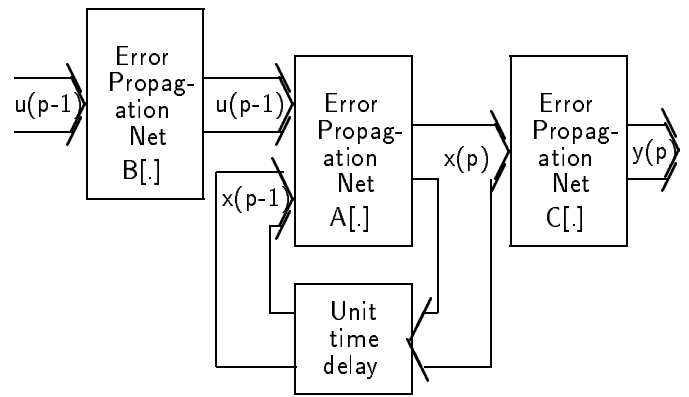 u(p-1)
Error
Propag-
ation
Net
B[.]
u(p-1)
x(p-1)
Error
Propag-
ation
Net
A[.]
x(p)
Error
Propag-
ation
Net
C[.]
y(p)
Unit
time
delay